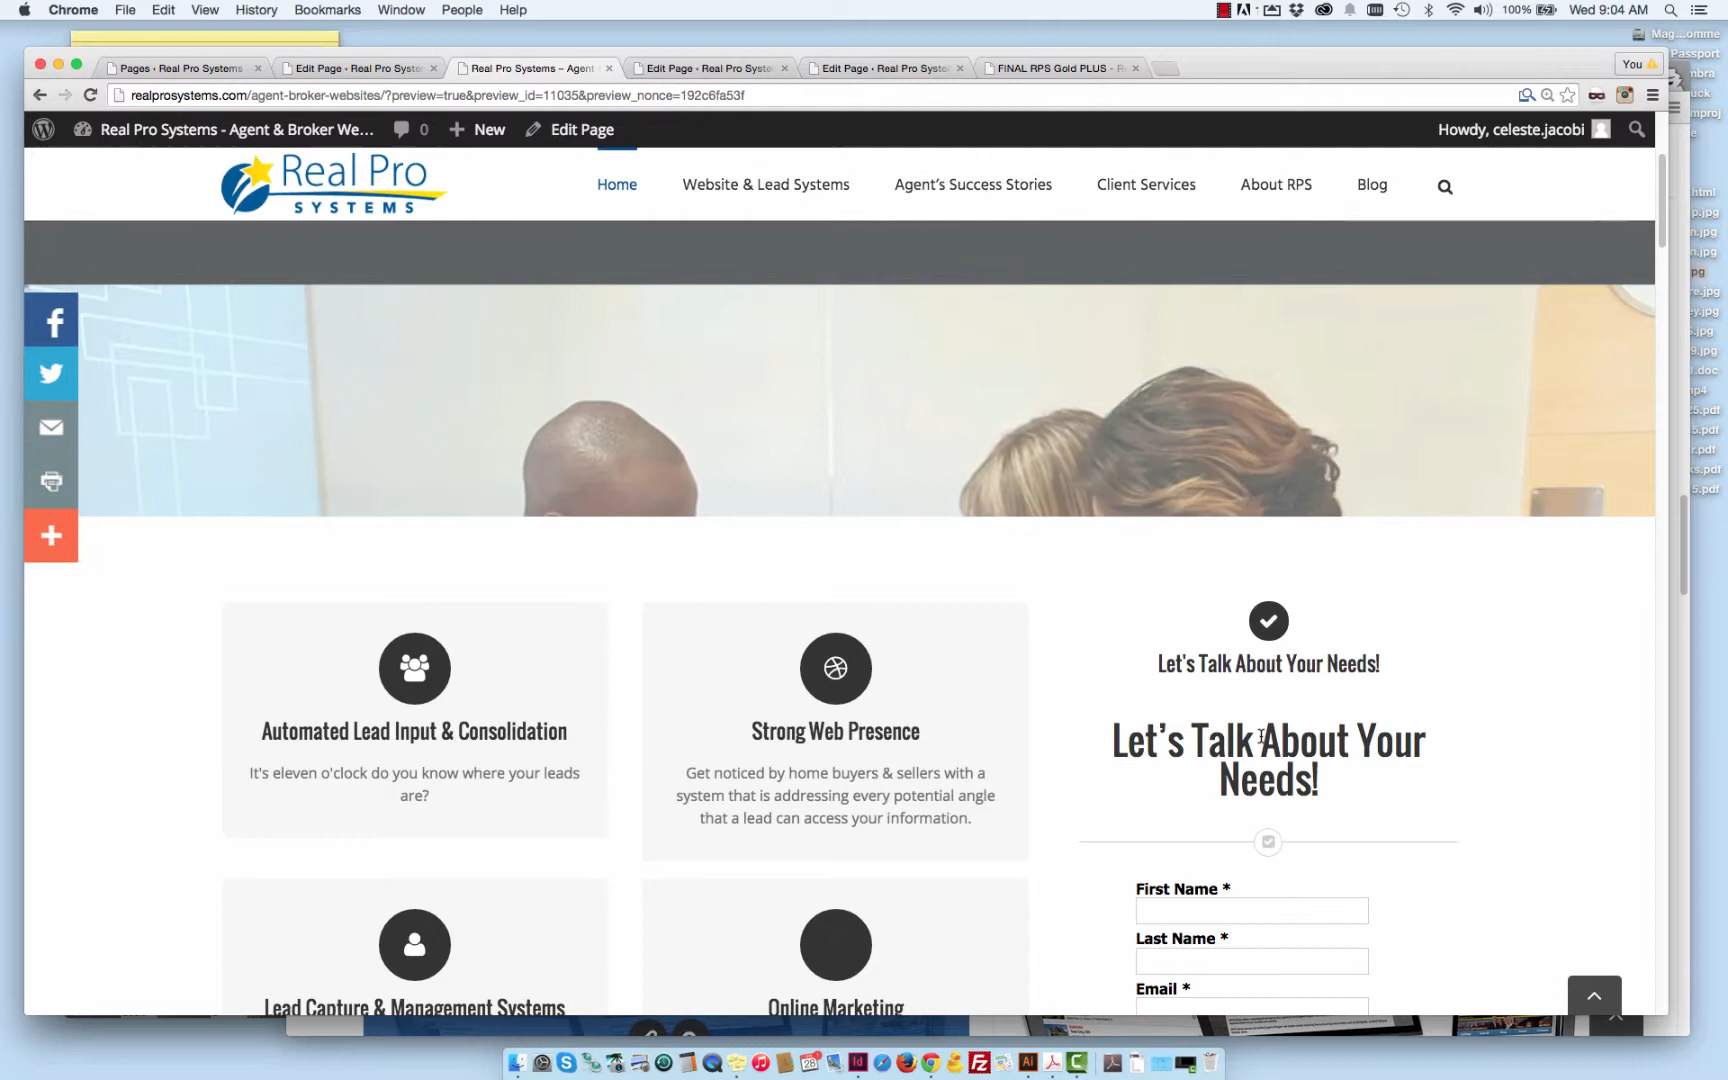 Chrome File Edit View History Bookmarks Window People Help
100% Wed 9:04 AM
Mag...omme
Passport
Pages ‹ Real Pro Systems
Edit Page ‹ Real Pro Syste
Real Pro Systems – Agent
Edit Page ‹ Real Pro Syste
Edit Page ‹ Real Pro Syste
FINAL RPS Gold PLUS - R
You
realprosystems.com/agent-broker-websites/?preview=true&preview_id=11035&preview_nonce=192c6fa53f
Real Pro Systems - Agent & Broker We... 0 New Edit Page
Howdy, celeste.jacobi
Real Pro
SYSTEMS
Home Website & Lead Systems Agent's Success Stories Client Services About RPS Blog
Automated Lead Input & Consolidation
It's eleven o'clock do you know where your leads
are?
Strong Web Presence
Get noticed by home buyers & sellers with a
system that is addressing every potential angle
that a lead can access your information.
Let's Talk About Your Needs!
Let's Talk About Your
Needs!
First Name *
Last Name *
Email *
Lead Capture & Management Systems
Online Marketing